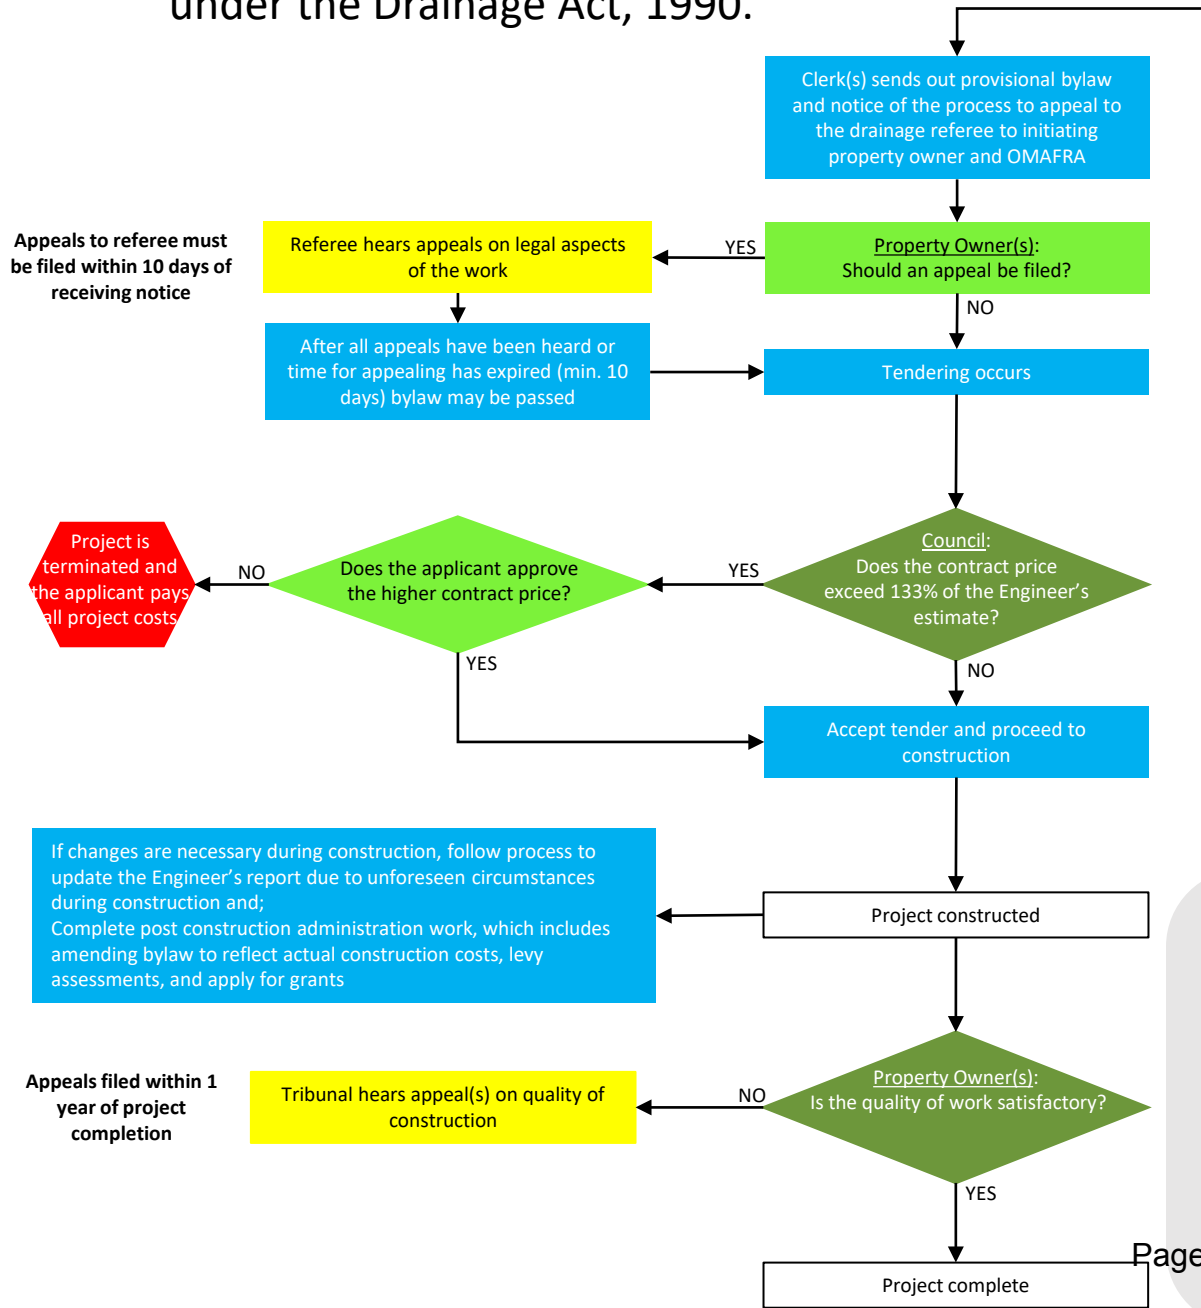 under the Drainage Act, 1990.
Clerk(s) sends out provisional bylaw
and notice of the process to appeal to
the drainage referee to initiating
property owner and OMAFRA
Appeals to referee must
be filed within 10 days of
receiving notice
Referee hears appeals on legal aspects
of the work
YES
Property Owner(s):
Should an appeal be filed?
NO
After all appeals have been heard or
time for appealing has expired (min. 10
days) bylaw may be passed
Tendering occurs
Project is
terminated and
the applicant pays
all project costs
NO
Does the applicant approve
the higher contract price?
YES
Council:
Does the contract price
exceed 133% of the Engineer's
estimate?
YES
NO
Accept tender and proceed to
construction
If changes are necessary during construction, follow process to
update the Engineer's report due to unforeseen circumstances
during construction and;
Complete post construction administration work, which includes
amending bylaw to reflect actual construction costs, levy
assessments, and apply for grants
Project constructed
Appeals filed within 1
year of project
completion
Tribunal hears appeal(s) on quality of
construction
NO
Property Owner(s):
Is the quality of work satisfactory?
YES
Page
Project complete